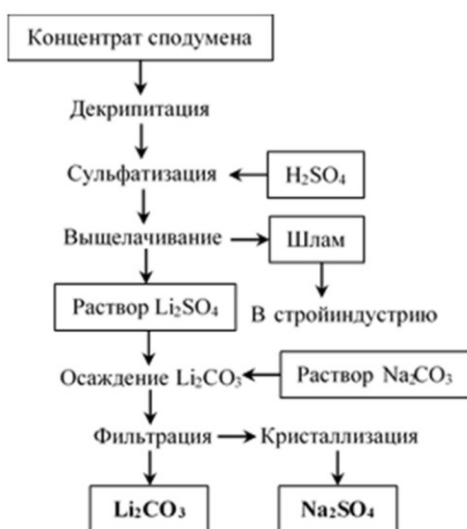 Концентрат сподумена
Декрипитация
Сульфатизация
H₂SO₄
Выщелачивание
Шлам
Раствор Li₂SO₄
В стройиндустрию
Осаждение Li₂CO₃
Раствор Na₂CO₃
Фильтрация
Кристаллизация
Li₂CO₃
Na₂SO₄